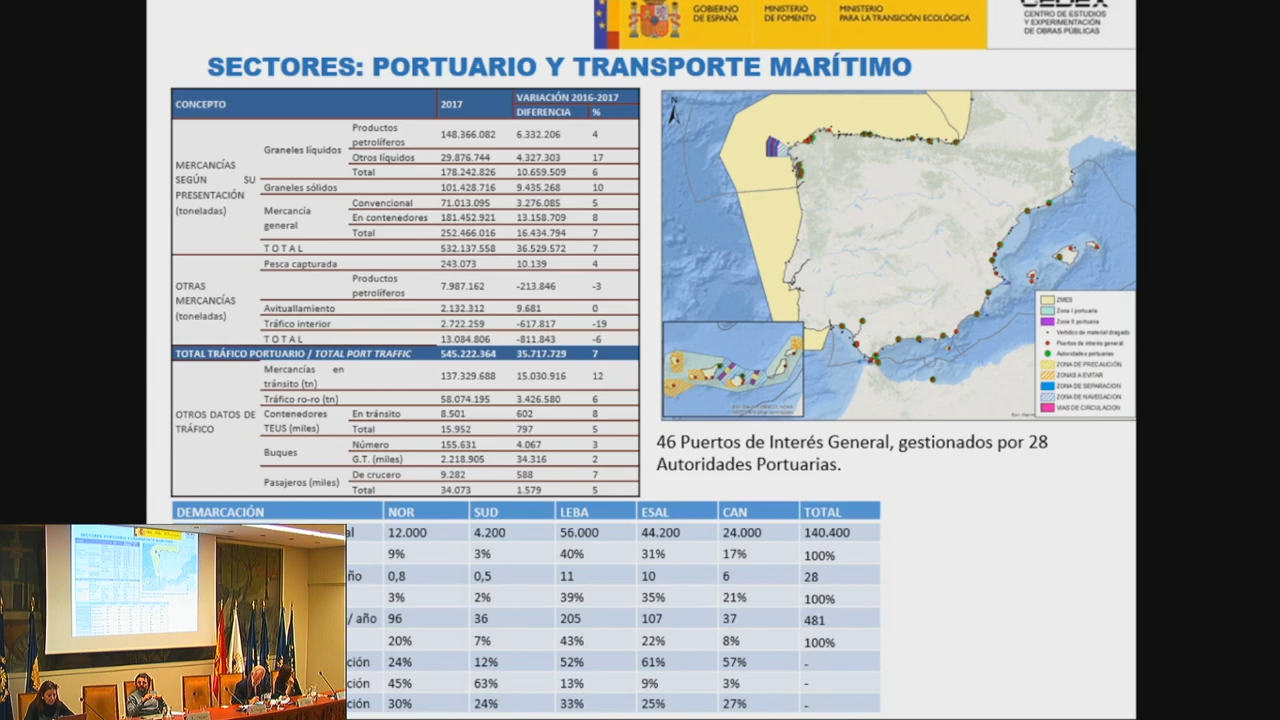 GOBIERNO DE ESPAÑA
MINISTERIO DE FOMENTO
MINISTERIO PARA LA TRANSICIÓN ECOLÓGICA
CEDEX
CENTRO DE ESTUDIOS
Y EXPERIMENTACIÓN
DE OBRAS PÚBLICAS
SECTORES: PORTUARIO Y TRANSPORTE MARÍTIMO
CONCEPTO 2017 VARIACIÓN 2016-2017
DIFERENCIA %
MERCANCÍAS SEGÚN SU PRESENTACIÓN (toneladas)
Graneles líquidos Productos petrolíferos 148.366.082 6.332.206 4
Otros líquidos 29.876.744 4.327.303 17
Total 178.242.826 10.659.509 6
Graneles sólidos 101.428.716 9.435.268 10
Mercancía general Convencional 71.013.095 3.276.085 5
En contenedores 181.452.921 13.158.709 8
Total 252.466.016 16.434.794 7
T O T A L 532.137.558 36.529.572 7
OTRAS MERCANCÍAS (toneladas)
Pesca capturada 243.073 10.139 4
Productos petrolíferos 7.987.162 -213.846 -3
Avituallamiento 2.132.312 9.681 0
Tráfico interior 2.722.259 -617.817 -19
T O T A L 13.084.806 -811.843 -6
TOTAL TRÁFICO PORTUARIO / TOTAL PORT TRAFFIC 545.222.364 35.717.729 7
OTROS DATOS DE TRÁFICO
Mercancías en tránsito (tn) 137.329.688 15.030.916 12
Tráfico ro-ro (tn) 58.074.195 3.426.580 6
Contenedores TEUS (miles) En tránsito 8.501 602 8
Total 15.952 797 5
Buques Número 155.631 4.067 3
G.T. (miles) 2.218.905 34.316 2
Pasajeros (miles) De crucero 9.282 588 7
Total 34.073 1.579 5
N
ZMES
Zona I portuaria
Zona II portuaria
Vertidos de material dragado
Puertos de interés general
Autoridades portuarias
ZONA DE PRECAUCIÓN
ZONAS A EVITAR
ZONA DE SEPARACION
ZONA DE NAVEGACION
VIAS DE CIRCULACION
46 Puertos de Interés General, gestionados por 28
Autoridades Portuarias.
DEMARCACIÓN NOR SUD LEBA ESAL CAN TOTAL
al 12.000 4.200 56.000 44.200 24.000 140.400
9% 3% 40% 31% 17% 100%
ño 0,8 0,5 11 10 6 28
3% 2% 39% 35% 21% 100%
/ año 96 36 205 107 37 481
20% 7% 43% 22% 8% 100%
ción 24% 12% 52% 61% 57% -
ción 45% 63% 13% 9% 3% -
30% 24% 33% 25% 27% -